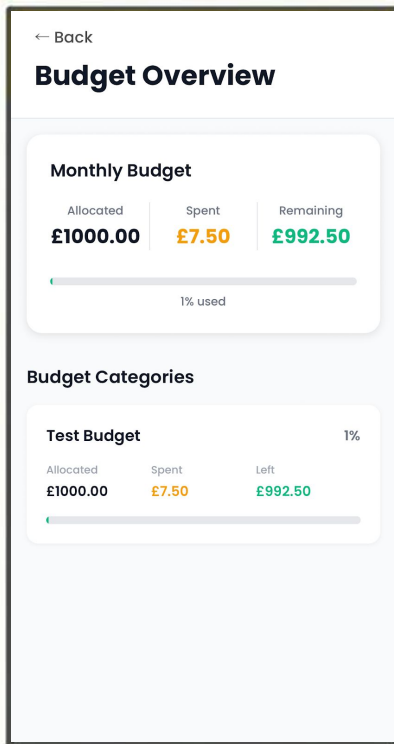 ← Back
Budget Overview
Monthly Budget
Allocated Spent Remaining
£1000.00 £7.50 £992.50
1% used
Budget Categories
Test Budget 1%
Allocated Spent Left
£1000.00 £7.50 £992.50